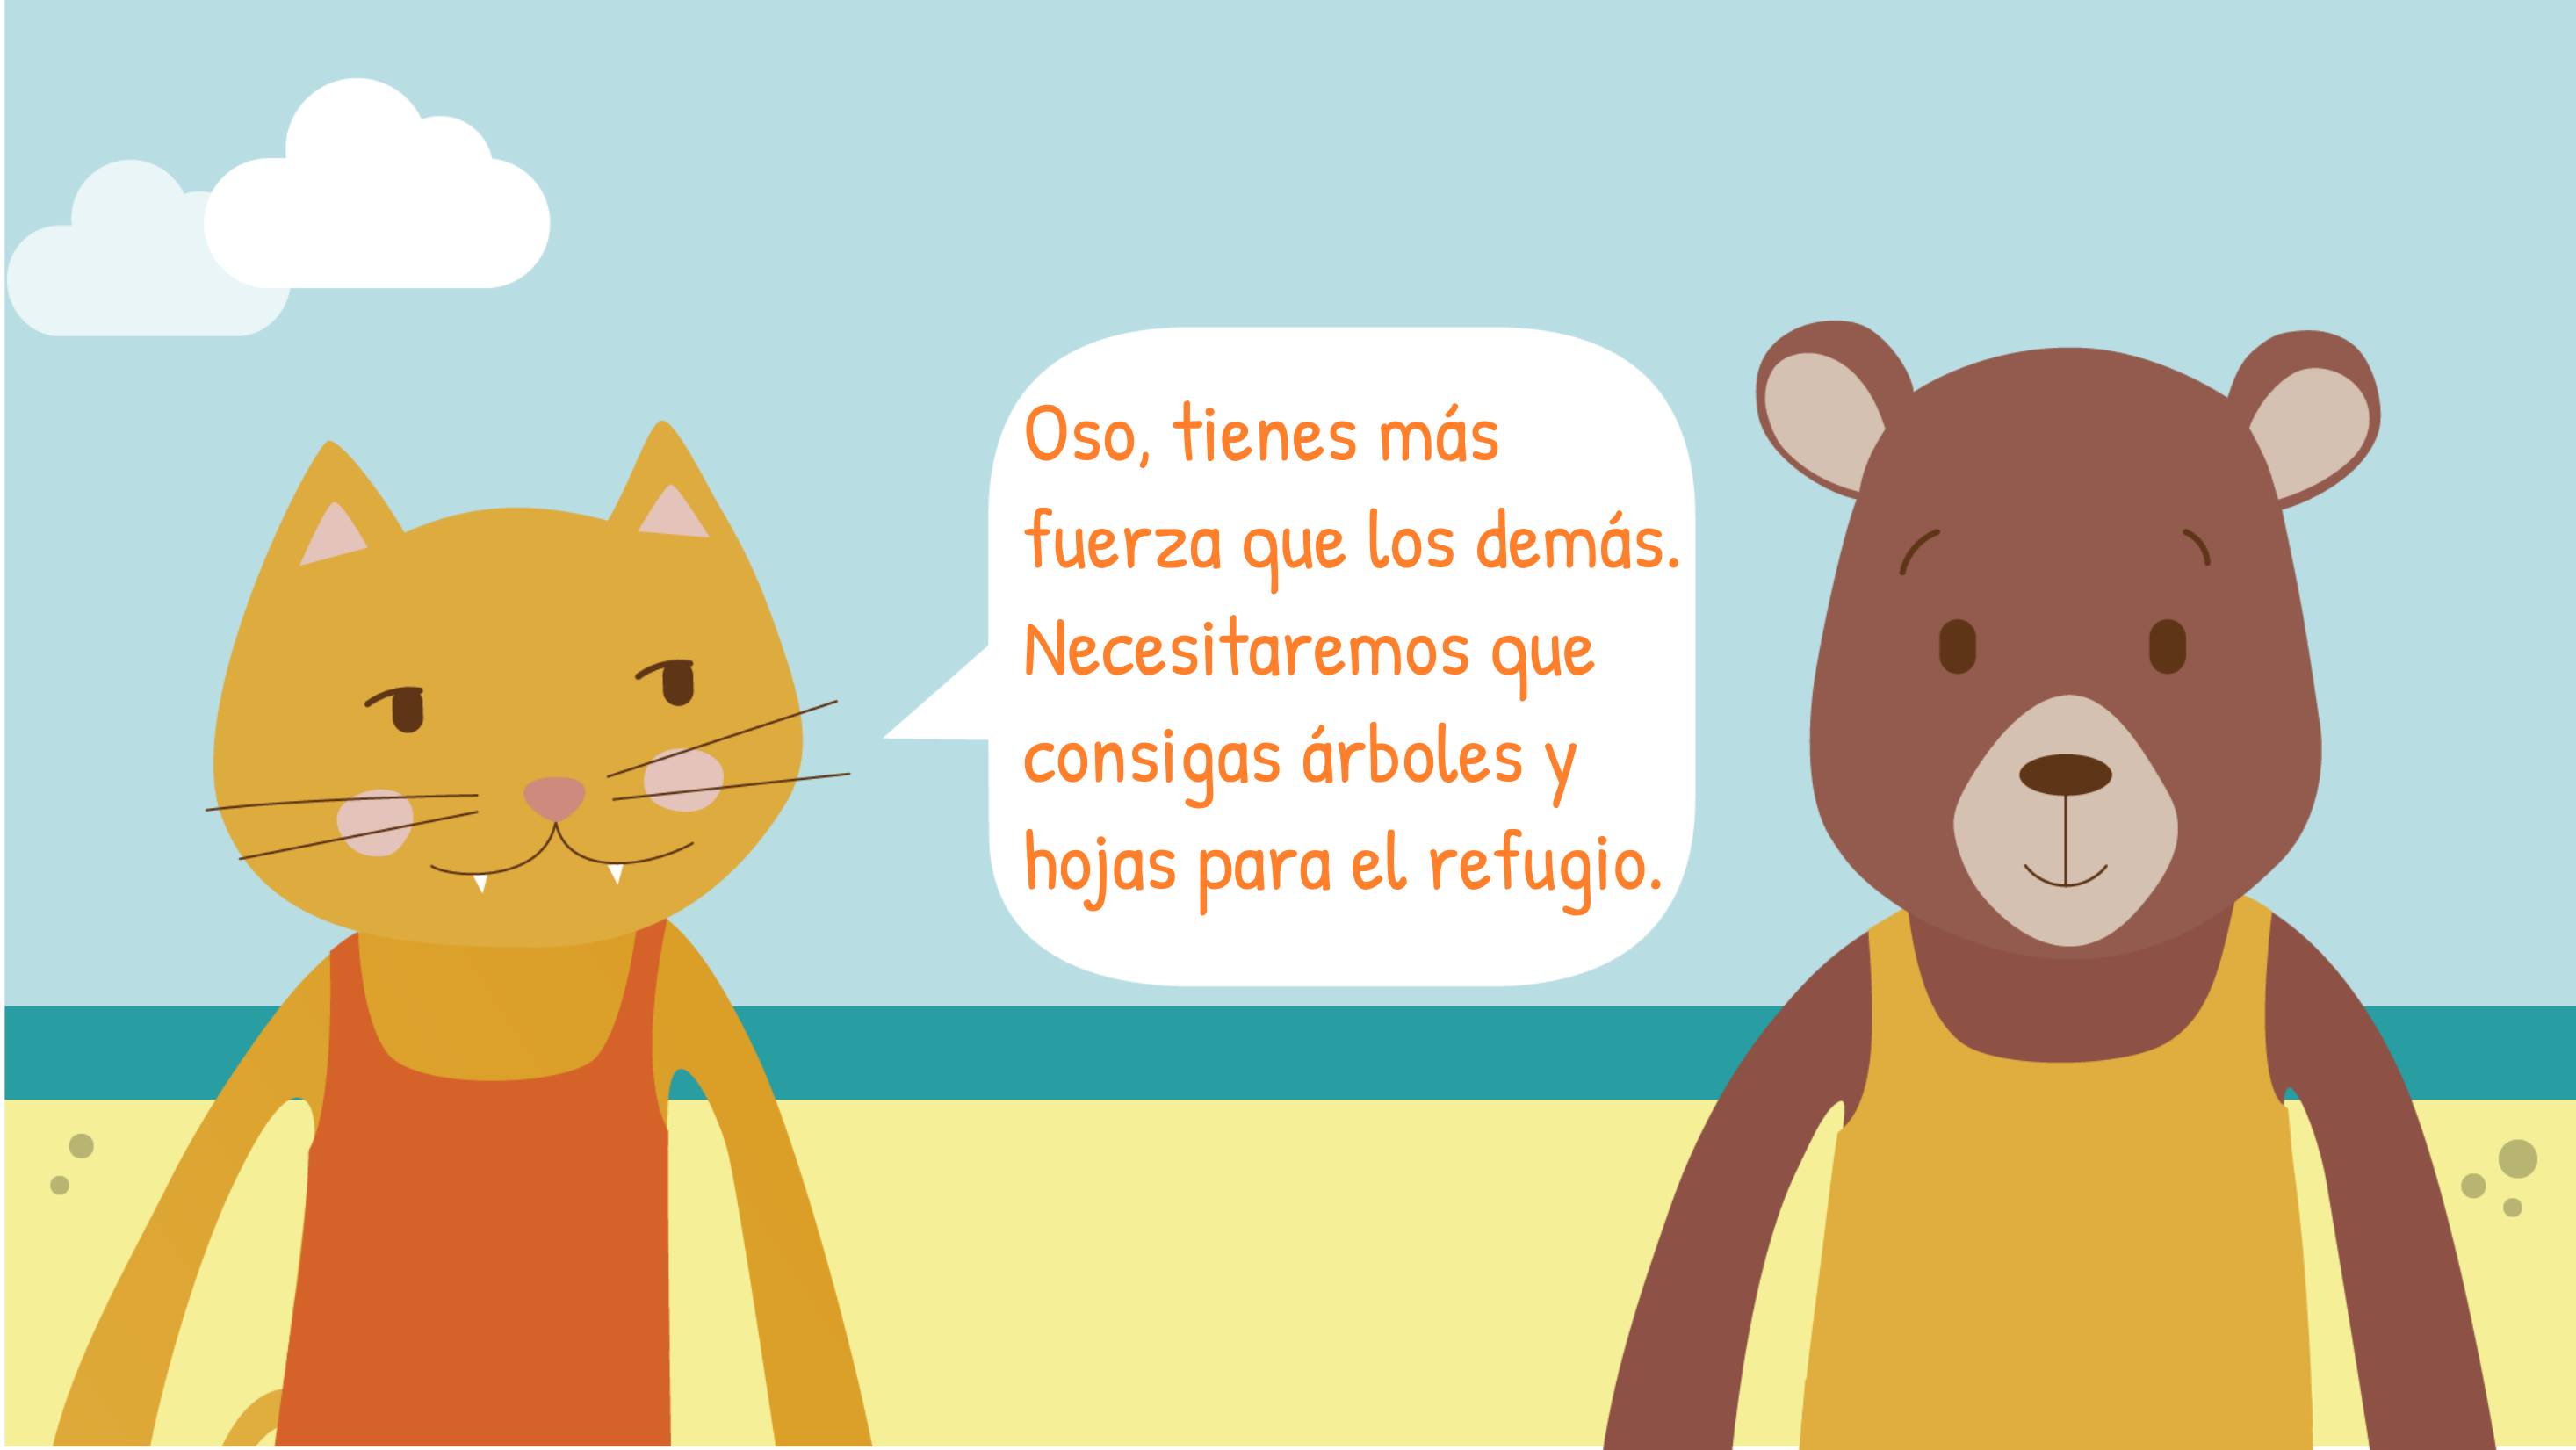 Oso, tienes más
fuerza que los demás.
Necesitaremos que
consigas árboles y
hojas para el refugio.